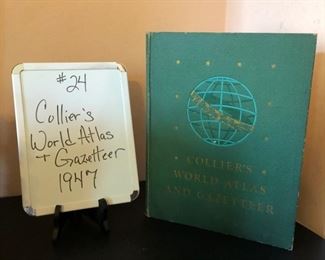 #24
Collier's
World Atlas
+ Gazetteer
1947
COLLIER'S
WORLD ATLAS
AND GAZETTEER